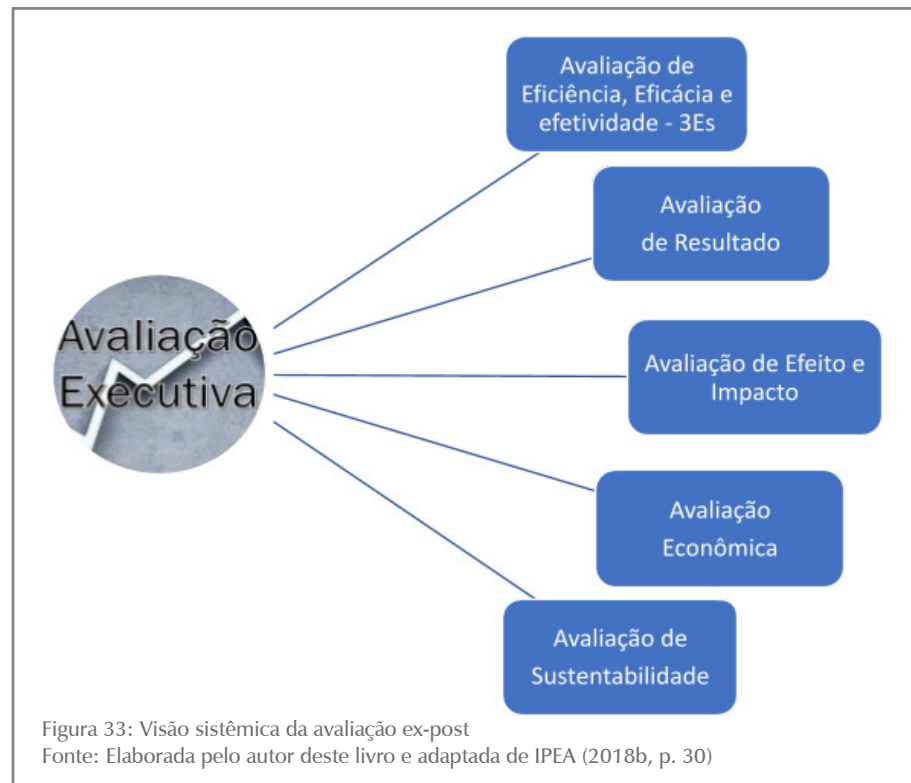 Avaliação de
Eficiência, Eficácia e
efetividade - 3Es
Avaliação
de Resultado
Avaliação
Executiva
Avaliação de Efeito e
Impacto
Avaliação
Econômica
Avaliação de
Sustentabilidade
Figura 33: Visão sistêmica da avaliação ex-post
Fonte: Elaborada pelo autor deste livro e adaptada de IPEA (2018b, p. 30)